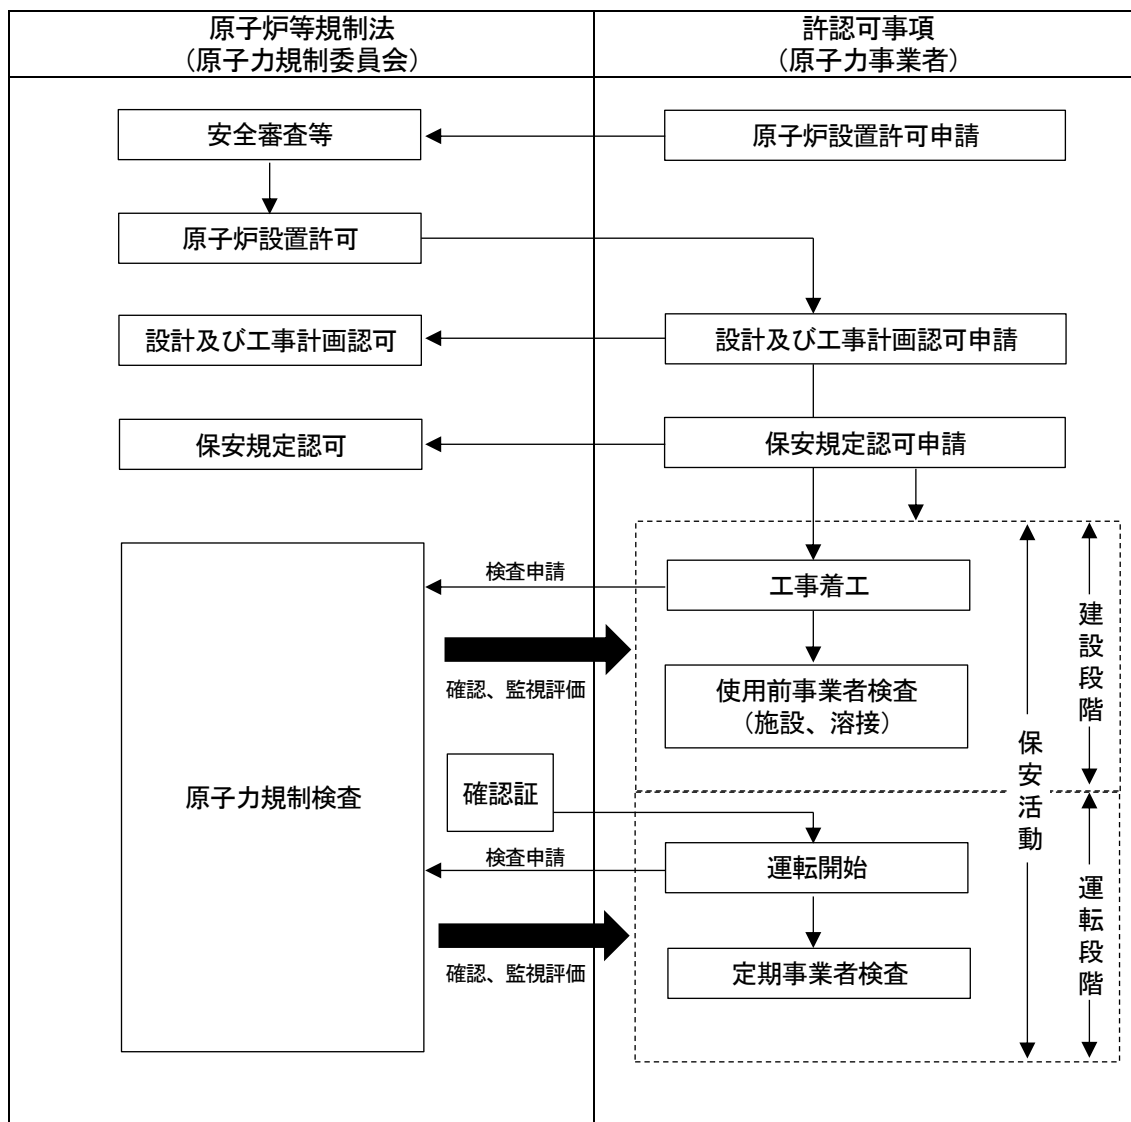 原子炉等規制法
（原子力規制委員会）
許認可事項
（原子力事業者）
安全審査等
原子炉設置許可申請
原子炉設置許可
設計及び工事計画認可
設計及び工事計画認可申請
保安規定認可
保安規定認可申請
検査申請
工事着工
確認、監視評価
使用前事業者検査
（施設、溶接）
建設段階
保安活動
原子力規制検査
確認証
検査申請
運転開始
確認、監視評価
定期事業者検査
運転段階